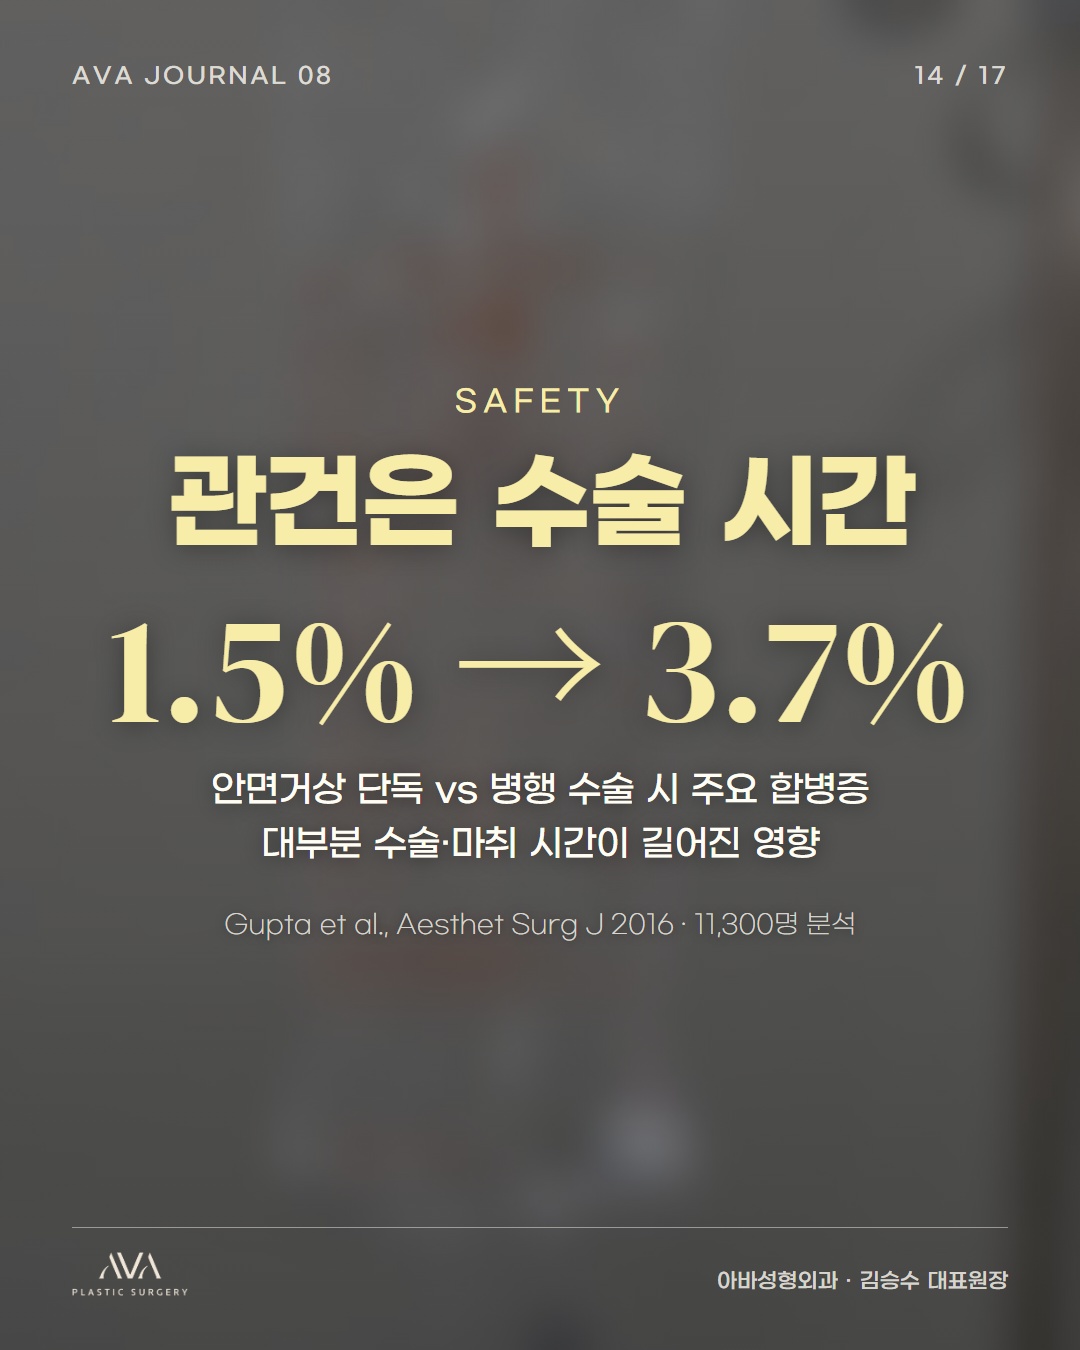 AVA JOURNAL 08
14 / 17
SAFETY
관건은 수술 시간
1.5% → 3.7%
안면거상 단독 vs 병행 수술 시 주요 합병증
대부분 수술·마취 시간이 길어진 영향
Gupta et al., Aesthet Surg J 2016 · 11,300명 분석
AVA
PLASTIC SURGERY
아바성형외과 · 김승수 대표원장